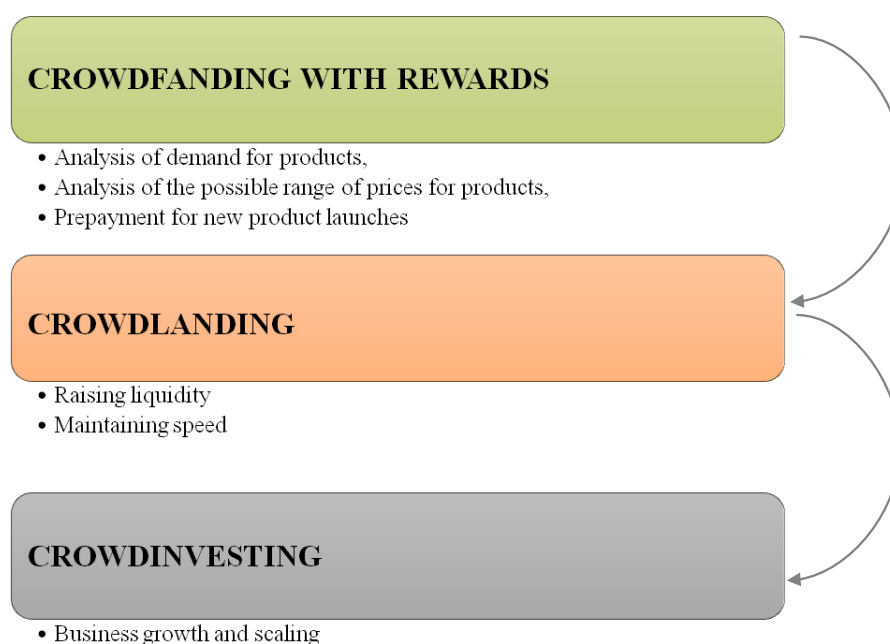 CROWDFANDING WITH REWARDS
• Analysis of demand for products,
• Analysis of the possible range of prices for products,
• Prepayment for new product launches
CROWDLANDING
• Raising liquidity
• Maintaining speed
CROWDINVESTING
• Business growth and scaling